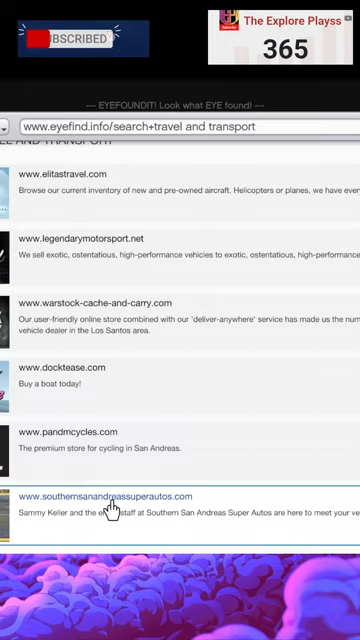 UBSCRIBED
The Explore Playss
Subscribe
365
--- EYEFOUNDIT! Look what EYE found! ---
www.eyefind.info/search+travel and transport
www.elitastravel.com
Browse our current inventory of new and pre-owned aircraft. Helicopters or planes, we have
www.legendarymotorsport.net
We sell exotic, ostentatious, high-performance vehicles to exotic, ostentatious, high-performance
www.warstock-cache-and-carry.com
Our user-friendly online store combined with our 'deliver-anywhere' service has made us the
vehicle dealer in the Los Santos area.
www.docktease.com
Buy a boat today!
www.pandmcycles.com
The premium store for cycling in San Andreas.
www.southernsanandreassuperautos.com
Sammy Keller and the staff at Southern San Andreas Super Autos are here to meet your